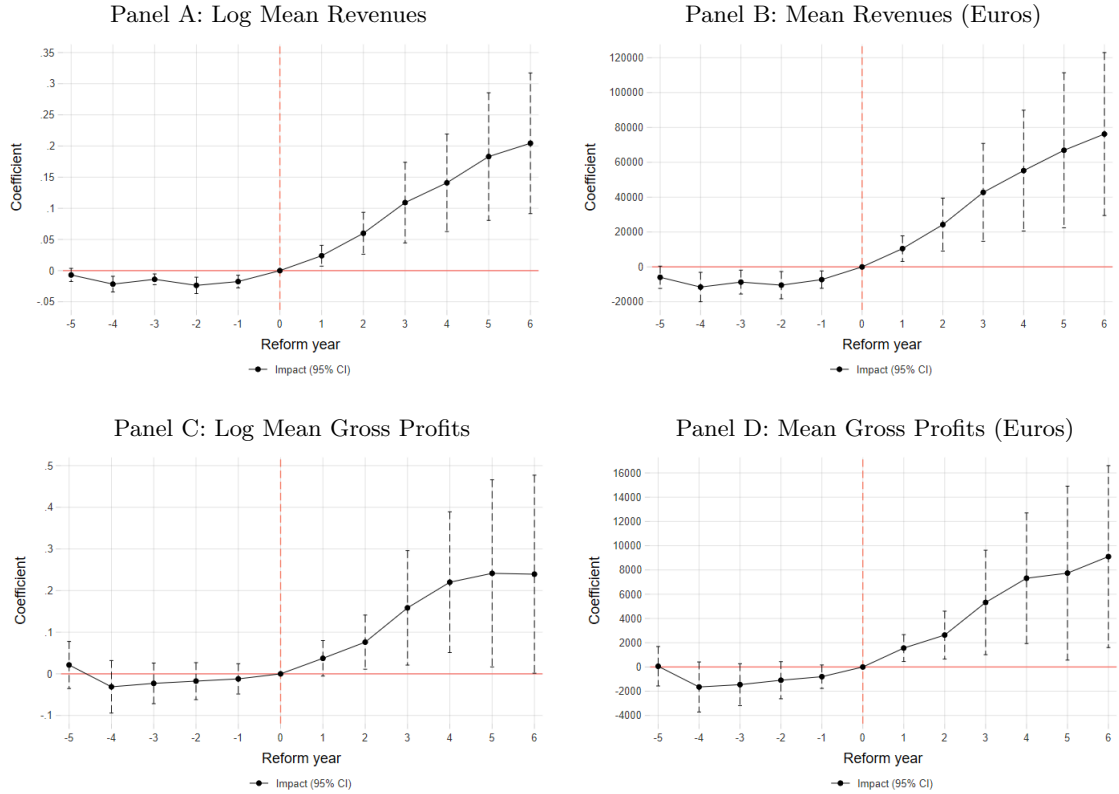 Panel A: Log Mean Revenues
Coefficient
.35
.3
.25
.2
.15
.1
.05
0
-.05
-5 -4 -3 -2 -1 0 1 2 3 4 5 6
Reform year
Impact (95% CI)
Panel B: Mean Revenues (Euros)
Coefficient
120000
100000
80000
60000
40000
20000
0
-20000
-5 -4 -3 -2 -1 0 1 2 3 4 5 6
Reform year
Impact (95% CI)
Panel C: Log Mean Gross Profits
Coefficient
.5
.4
.3
.2
.1
0
-.1
-5 -4 -3 -2 -1 0 1 2 3 4 5 6
Reform year
Impact (95% CI)
Panel D: Mean Gross Profits (Euros)
Coefficient
16000
14000
12000
10000
8000
6000
4000
2000
0
-2000
-4000
-5 -4 -3 -2 -1 0 1 2 3 4 5 6
Reform year
Impact (95% CI)